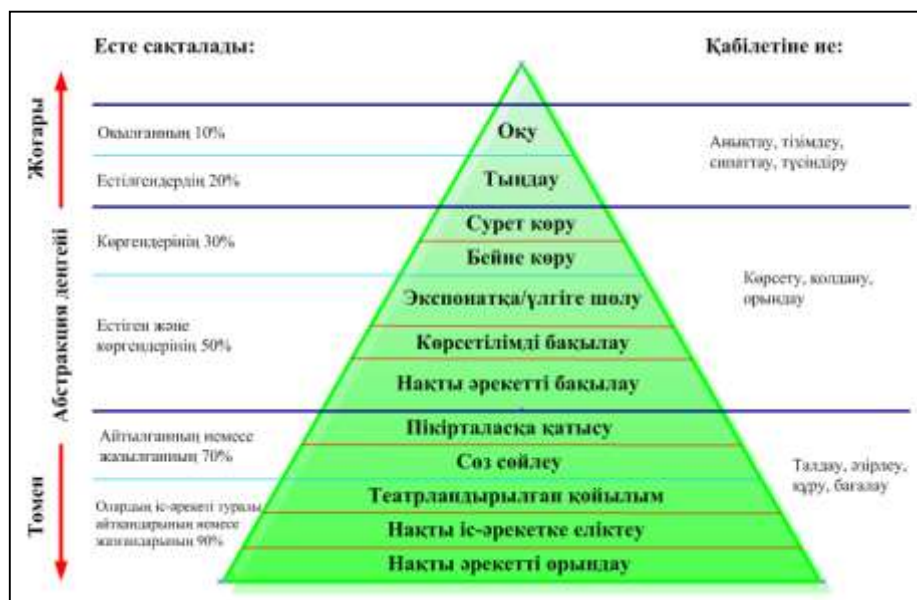 Есте сақталады:
Қабілетіне ие:
Жоғары
Абстракция деңгейі
Төмен
Оқылғанның 10%
Естілгендердің 20%
Көргендерінің 30%
Естіген және
көргендерінің 50%
Айтылғанның немесе
жазылғанның 70%
Олардың іс-әрекеті туралы
айтқандарының немесе
жазғандарының 90%
Оқу
Тыңдау
Сурет көру
Бейне көру
Экспонатқа/үлгіге шолу
Көрсетілімді бақылау
Нақты әрекетті бақылау
Пікірталасқа қатысу
Сөз сөйлеу
Театрландырылған қойылым
Нақты іс-әрекетке еліктеу
Нақты әрекетті орындау
Анықтау, тізімдеу,
сипаттау, түсіндіру
Көрсету, қолдану,
орындау
Талдау, әзірлеу,
құру, бағалау